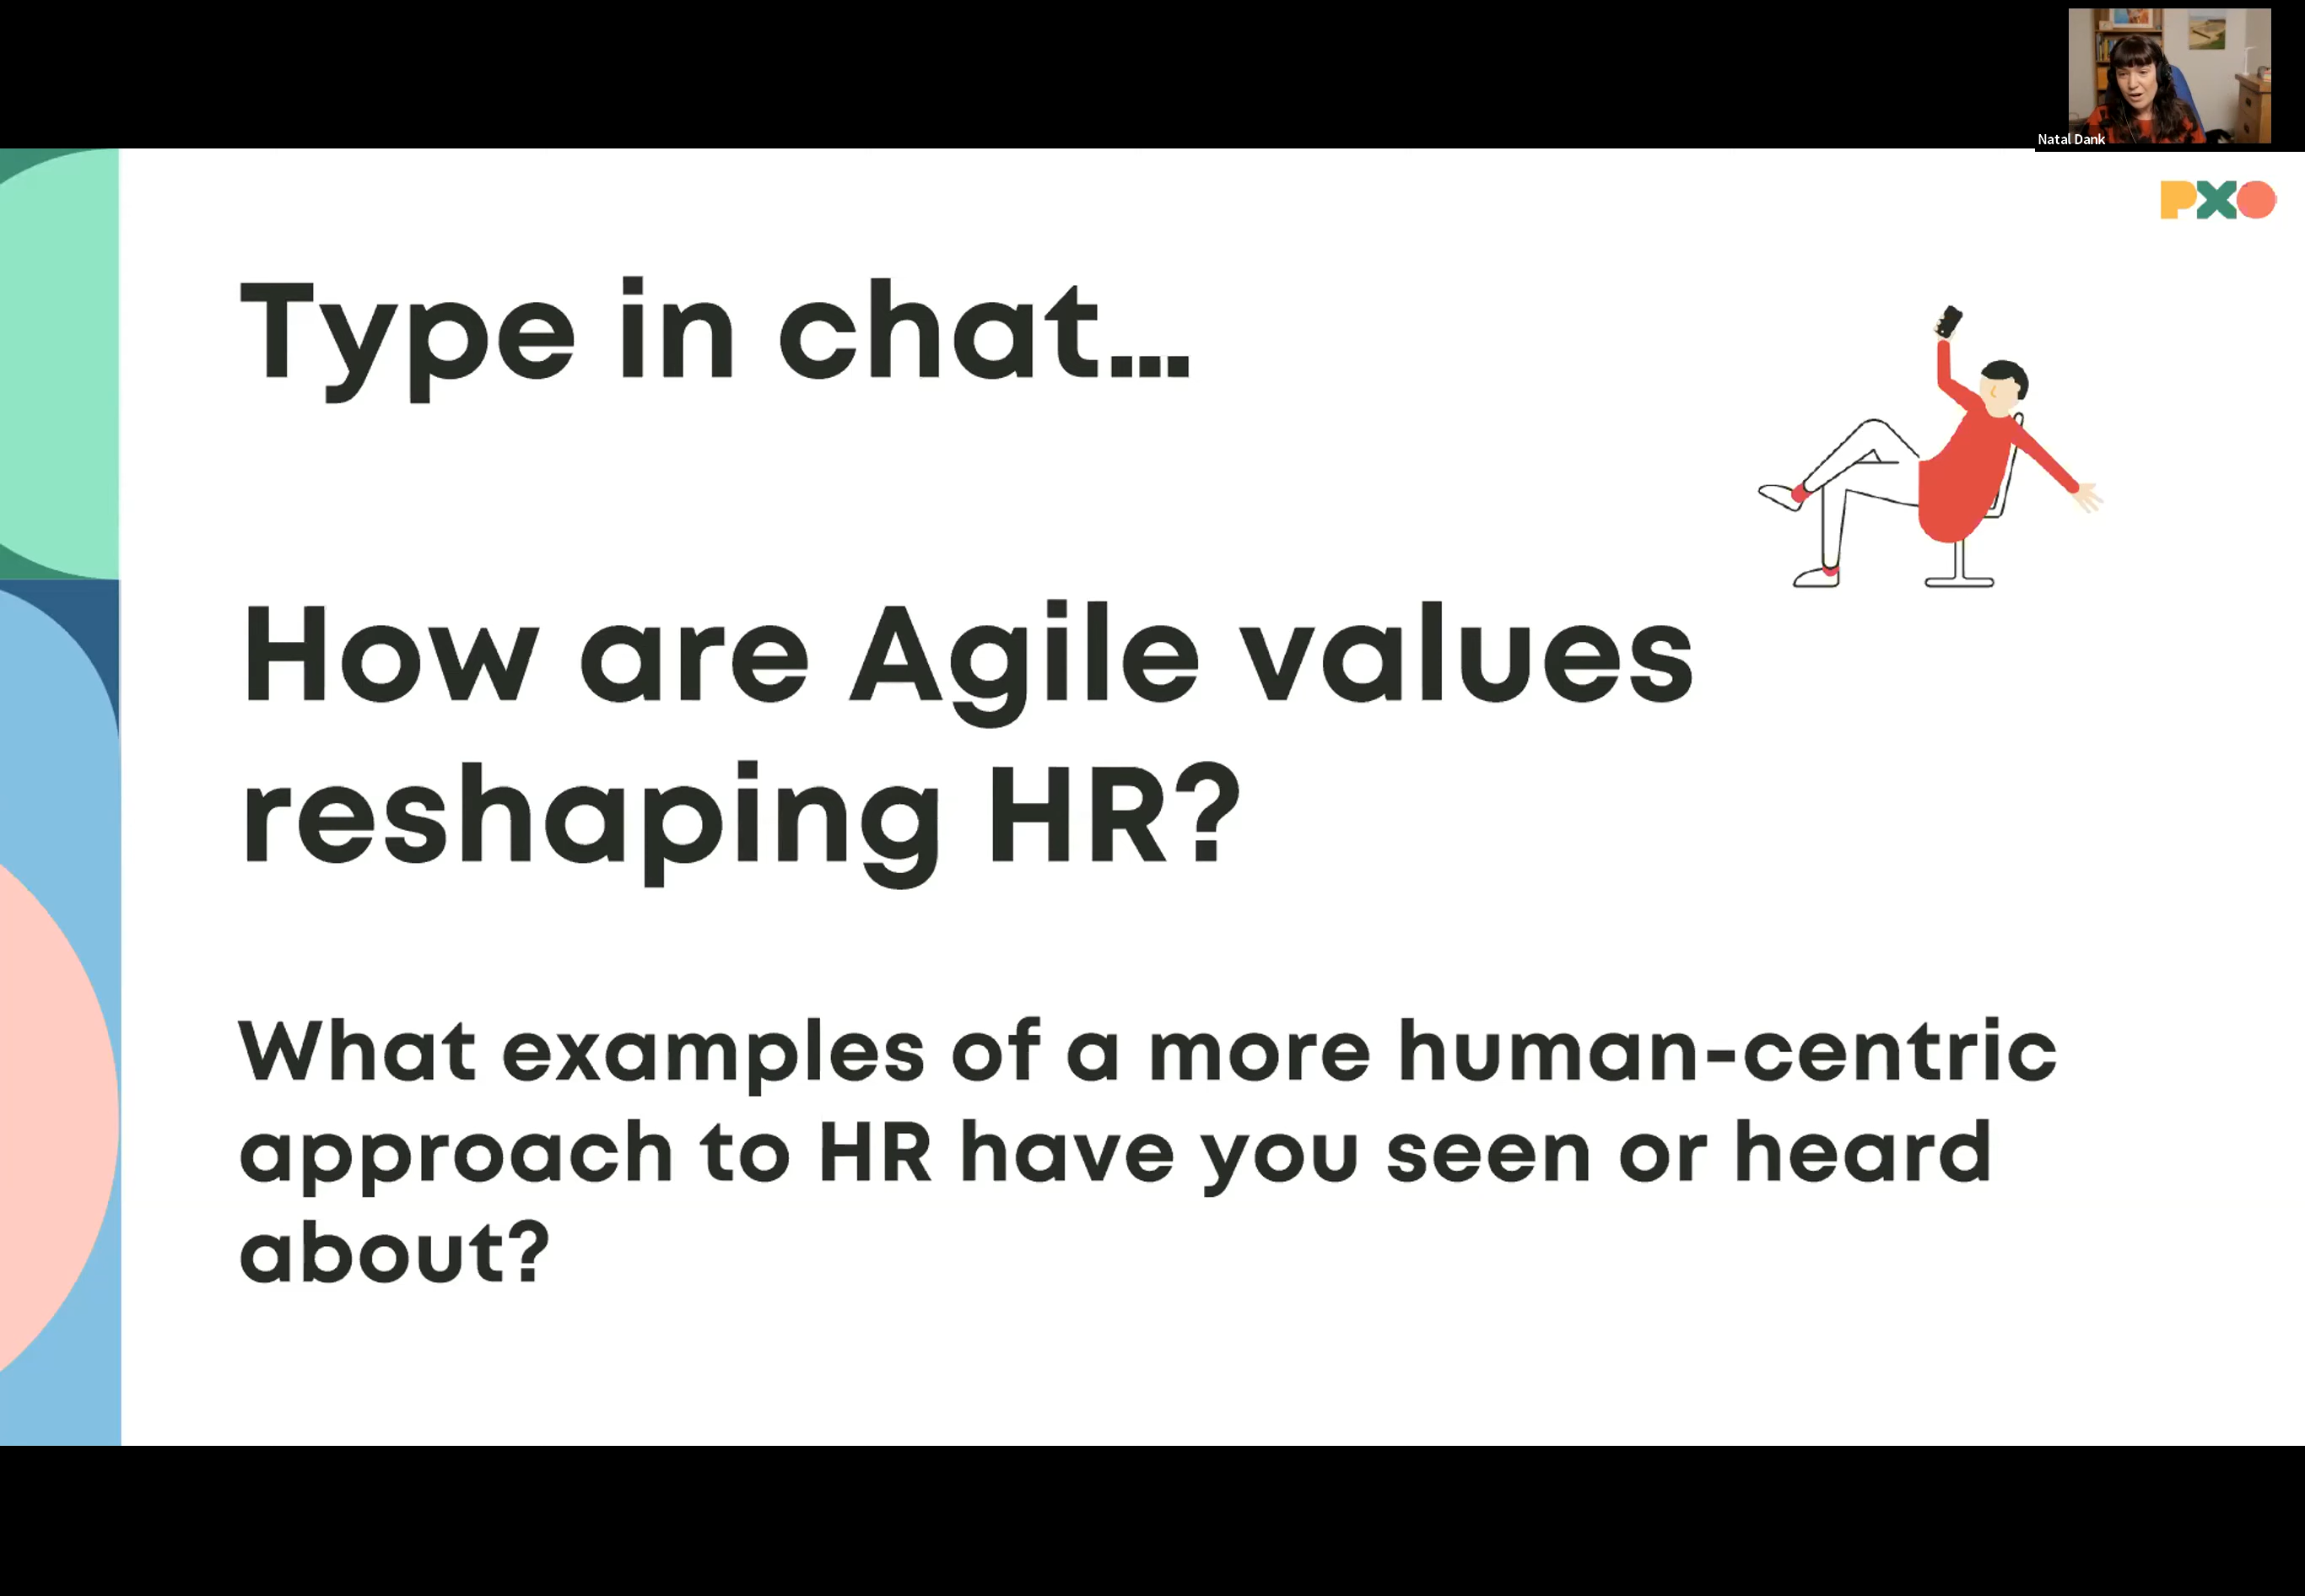 Natal Dank
PXO
Type in chat...
How are Agile values
reshaping HR?
What examples of a more human-centric
approach to HR have you seen or heard
about?